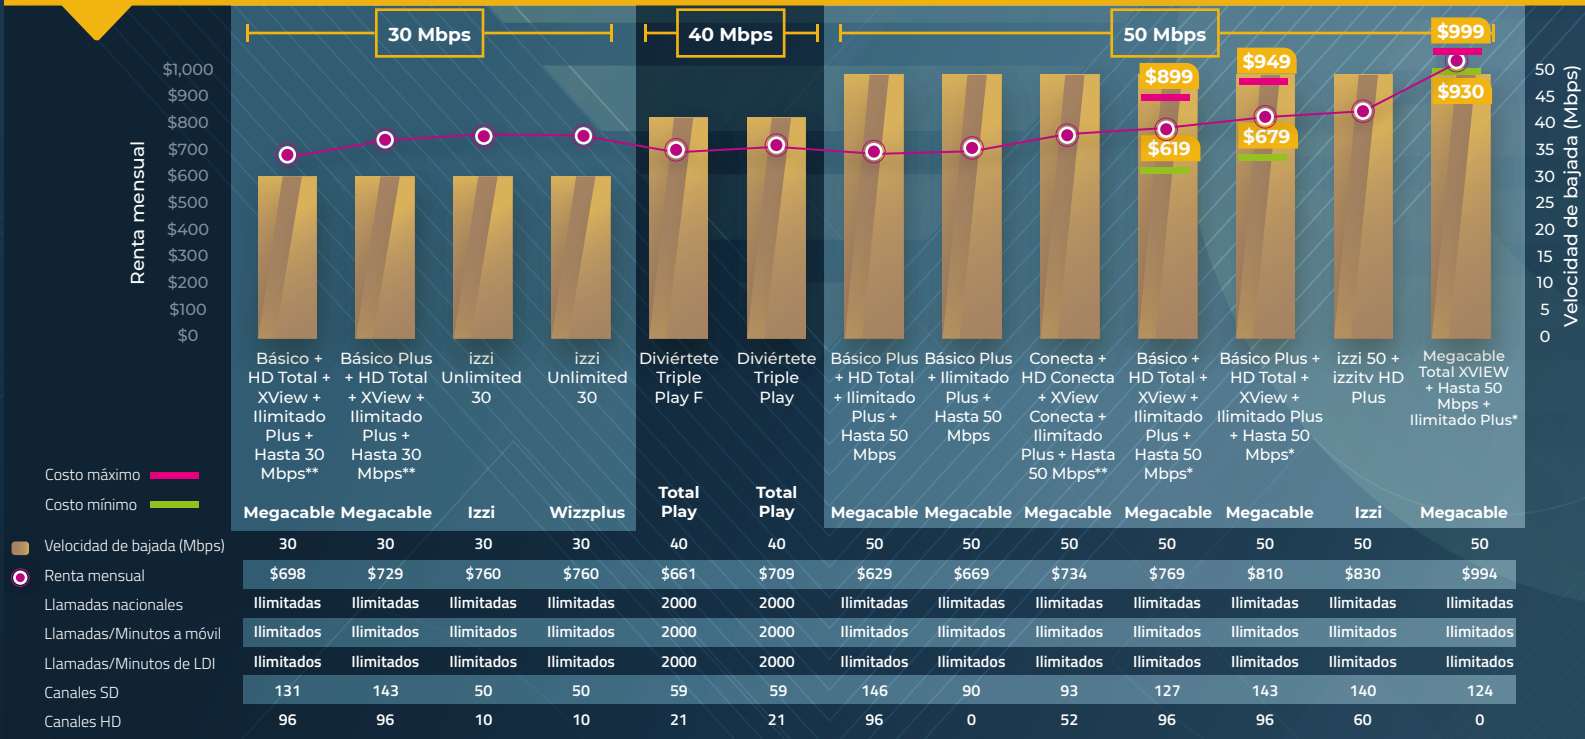 30 Mbps
40 Mbps
50 Mbps
$999
$930
$949
$679
$899
$619
Renta mensual
$1,000
$900
$800
$700
$600
$500
$400
$300
$200
$100
$0
50
45
40
35
30
25
20
15
10
5
0
Velocidad de bajada (Mbps)
Básico +
HD Total +
XView +
Ilimitado
Plus +
Hasta 30
Mbps**
Básico Plus
+ HD Total
+ XView +
Ilimitado
Plus +
Hasta 30
Mbps**
izzi
Unlimited
30
izzi
Unlimited
30
Diviértete
Triple
Play F
Diviértete
Triple
Play
Básico Plus
+ HD Total
+ Ilimitado
Plus +
Hasta 50
Mbps
Básico Plus
+ Ilimitado
Plus +
Hasta 50
Mbps
Conecta +
HD Conecta
+ XView
Conecta +
Ilimitado
Plus + Hasta
50 Mbps**
Básico +
HD Total +
XView +
Ilimitado
Plus +
Hasta 50
Mbps*
Básico Plus +
HD Total +
XView +
Ilimitado Plus
+ Hasta 50
Mbps*
izzi 50 +
izzitv HD
Plus
Megacable
Total XVIEW
+ Hasta 50
Mbps +
Ilimitado Plus*
Costo máximo
Costo mínimo
Megacable Megacable Izzi Wizzplus Total Play Total Play Megacable Megacable Megacable Megacable Megacable Izzi Megacable
Velocidad de bajada (Mbps) 30 30 30 30 40 40 50 50 50 50 50 50 50
Renta mensual $698 $729 $760 $760 $661 $709 $629 $669 $734 $769 $810 $830 $994
Llamadas nacionales Ilimitadas Ilimitadas Ilimitadas Ilimitadas 2000 2000 Ilimitadas Ilimitadas Ilimitadas Ilimitadas Ilimitadas Ilimitadas Ilimitadas
Llamadas/Minutos a móvil Ilimitados Ilimitados Ilimitados Ilimitados 2000 2000 Ilimitados Ilimitados Ilimitados Ilimitados Ilimitados Ilimitados Ilimitados
Llamadas/Minutos de LDI Ilimitados Ilimitados Ilimitados Ilimitados 2000 2000 Ilimitados Ilimitados Ilimitados Ilimitados Ilimitados Ilimitados Ilimitados
Canales SD 131 143 50 50 59 59 146 90 93 127 143 140 124
Canales HD 96 96 10 10 21 21 96 0 52 96 96 60 0